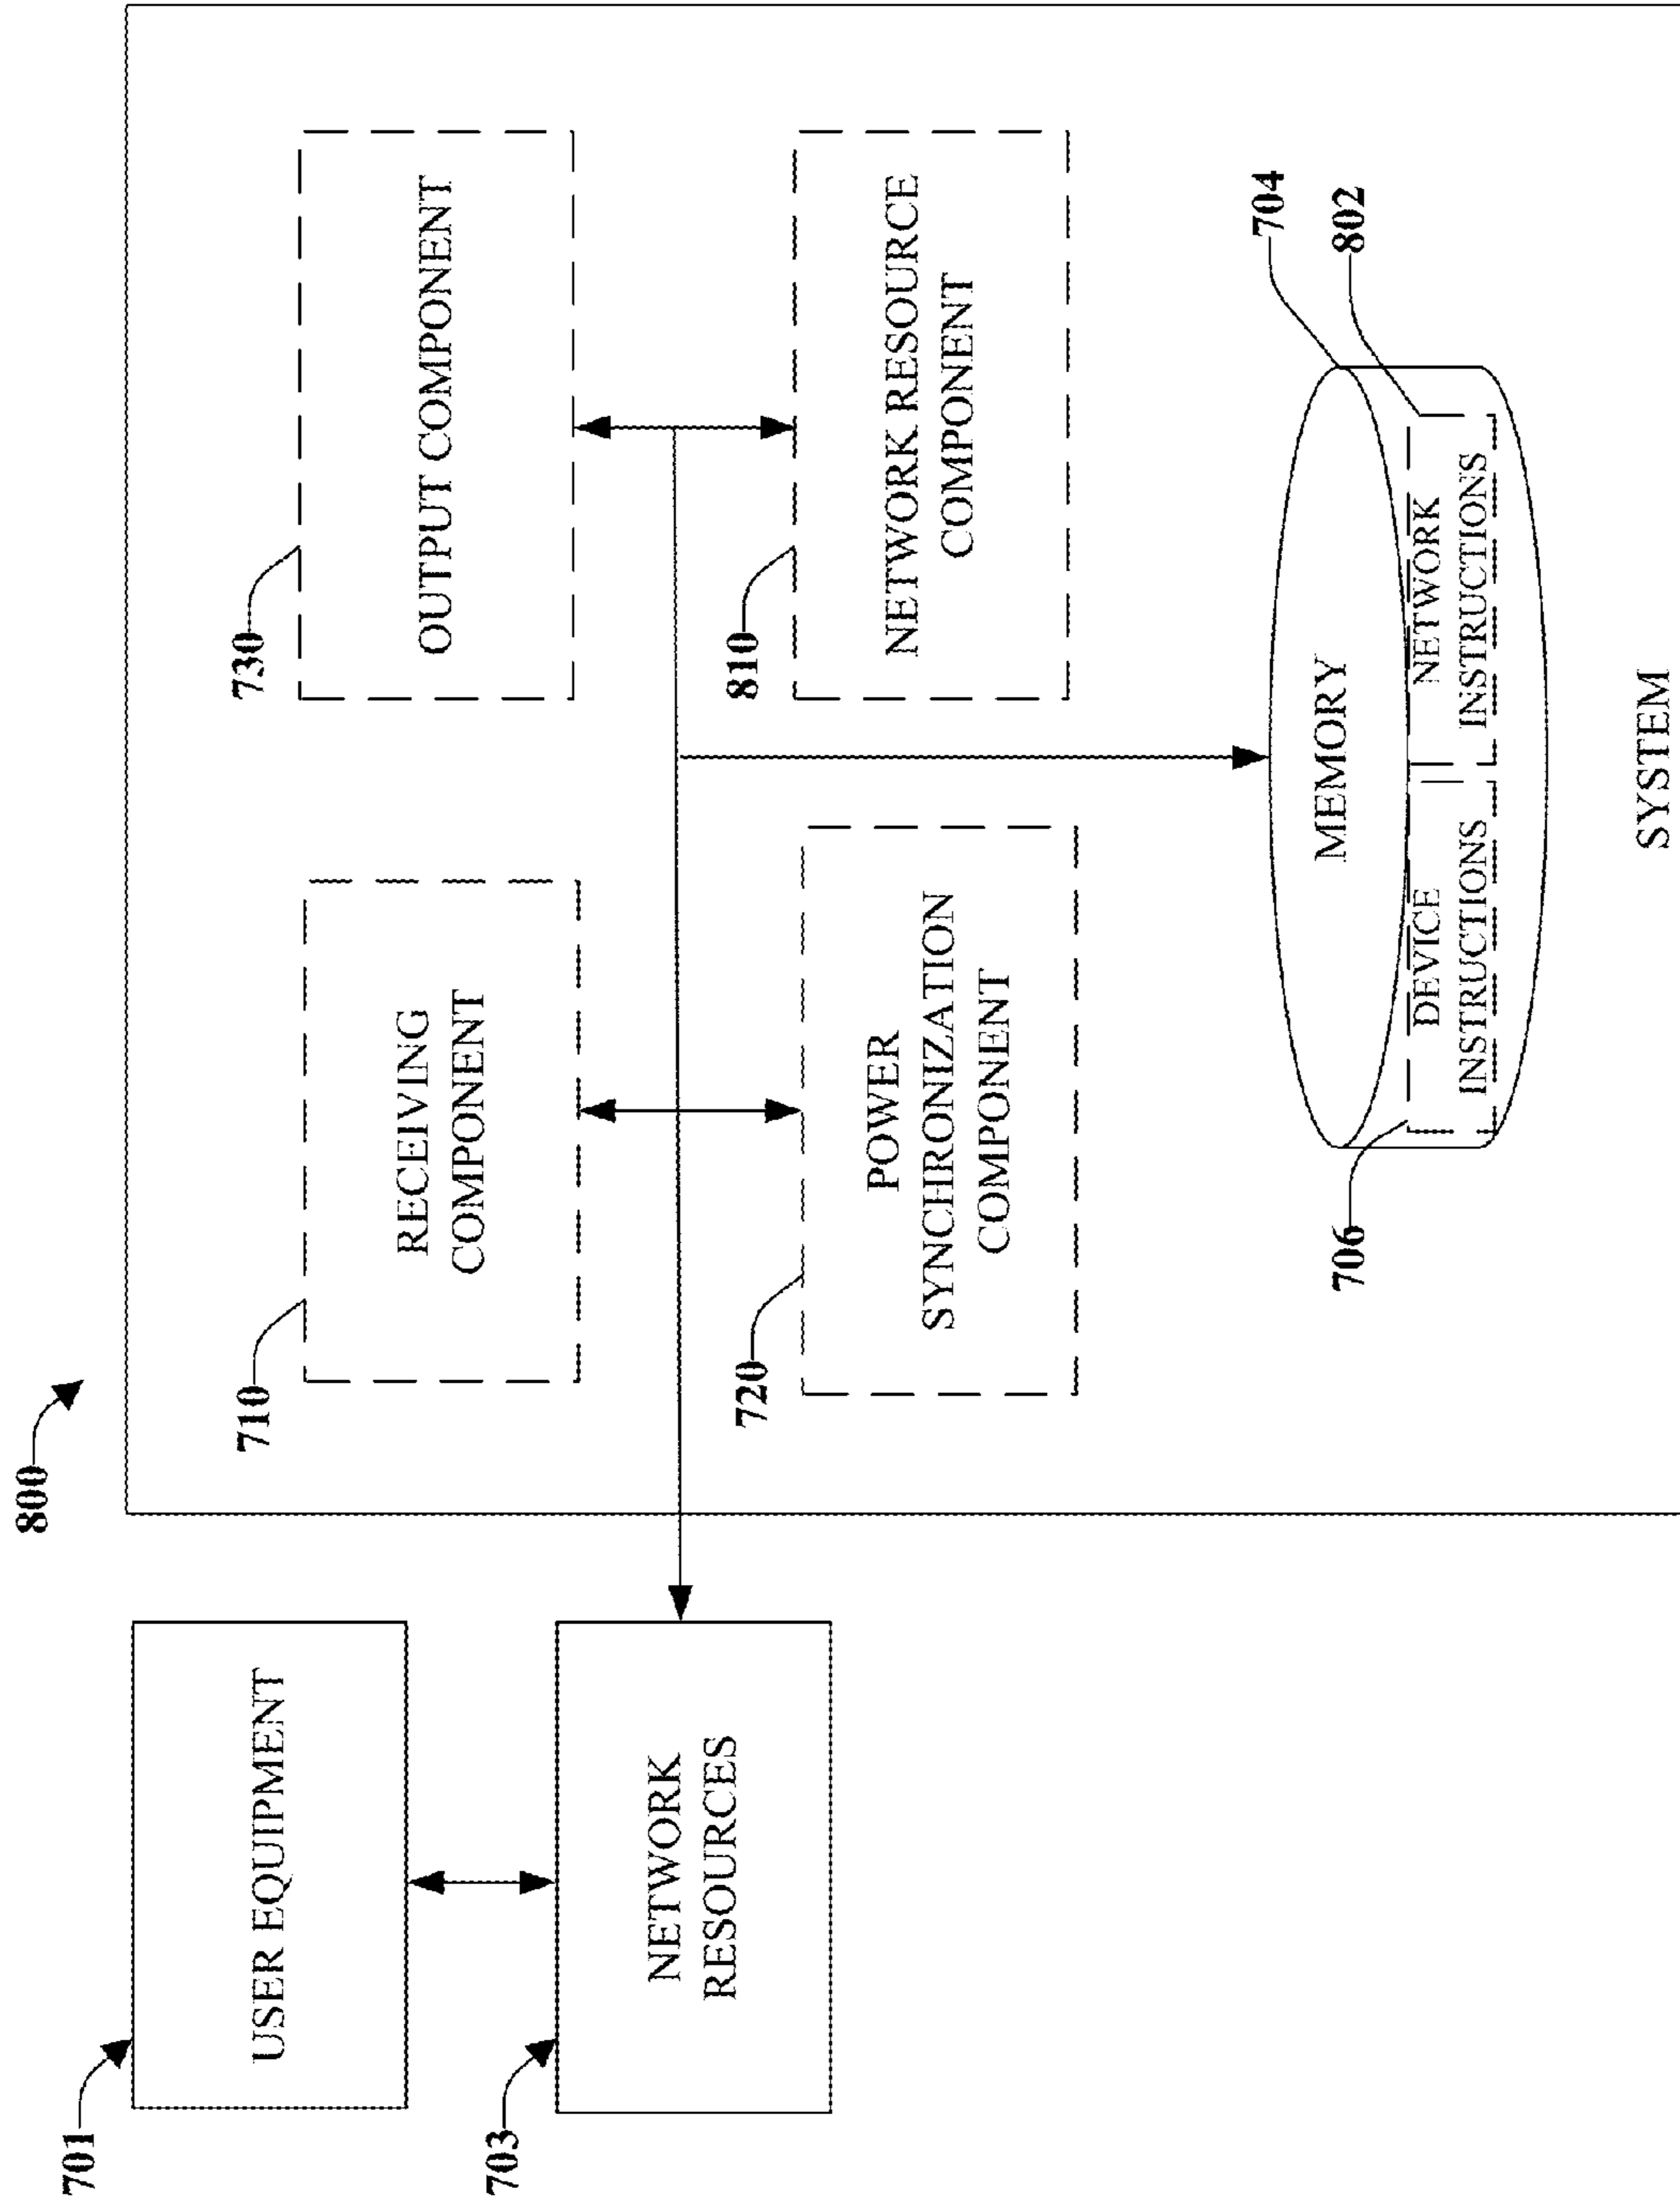 800
701
USER EQUIPMENT
703
NETWORK
RESOURCES
710
RECEIVING
COMPONENT
730
OUTPUT COMPONENT
720
POWER
SYNCHRONIZATION
COMPONENT
810
NETWORK RESOURCE
COMPONENT
704
MEMORY
706
DEVICE
INSTRUCTIONS
802
NETWORK
INSTRUCTIONS
SYSTEM